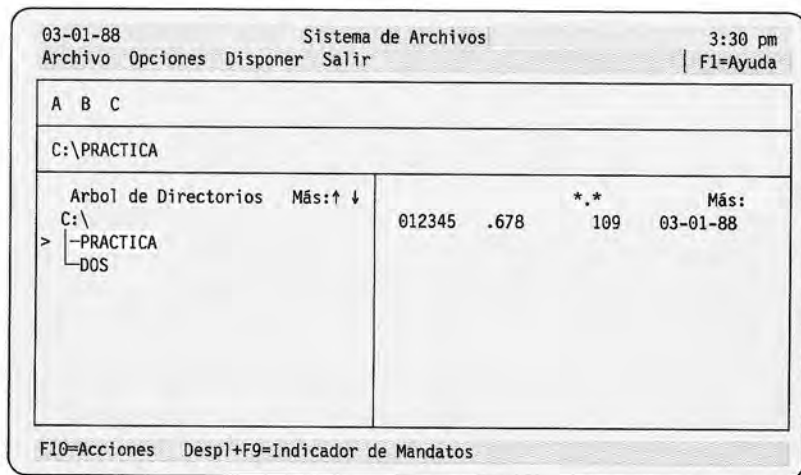 03-01-88 Sistema de Archivos 3:30 pm
Archivo Opciones Disponer Salir | F1=Ayuda
A B C
C:\PRACTICA
Arbol de Directorios Más:↑ ↓
C:\
> PRACTICA
DOS
*.* Más:
012345 .678 109 03-01-88
F10=Acciones Despl+F9=Indicador de Mandatos